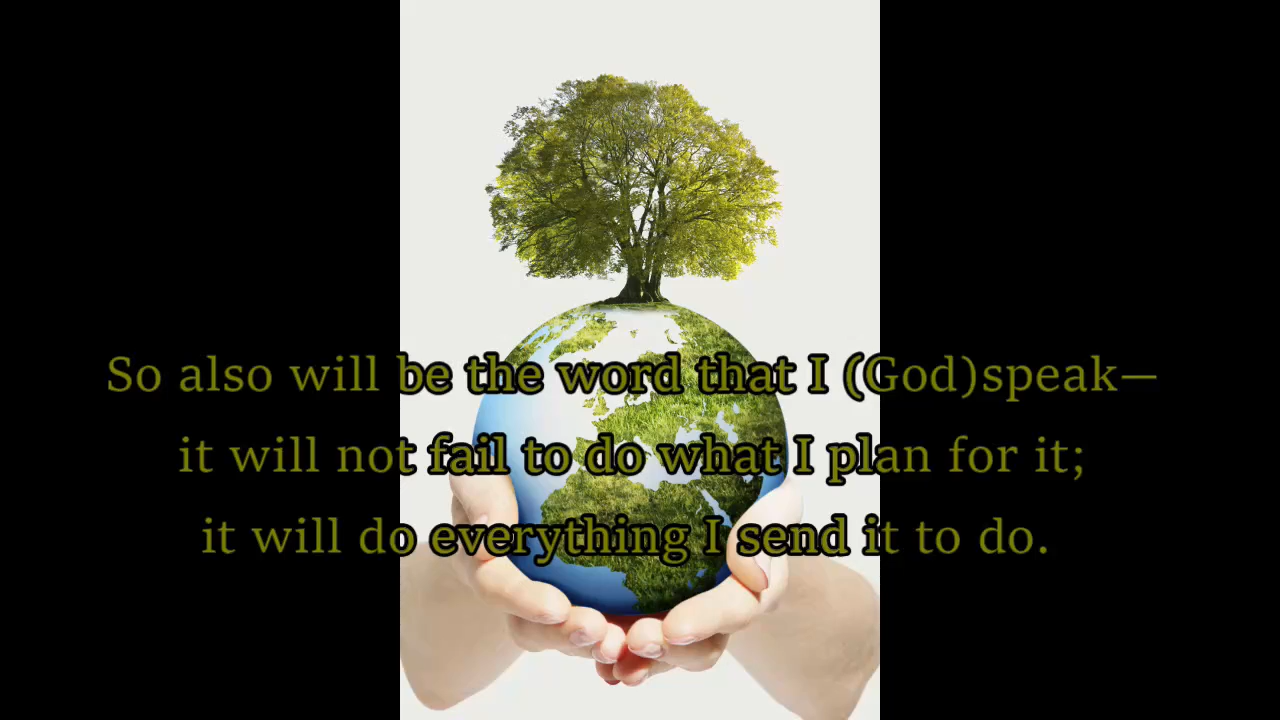 So also will be the word that I (God)speak—
it will not fail to do what I plan for it;
it will do everything I send it to do.